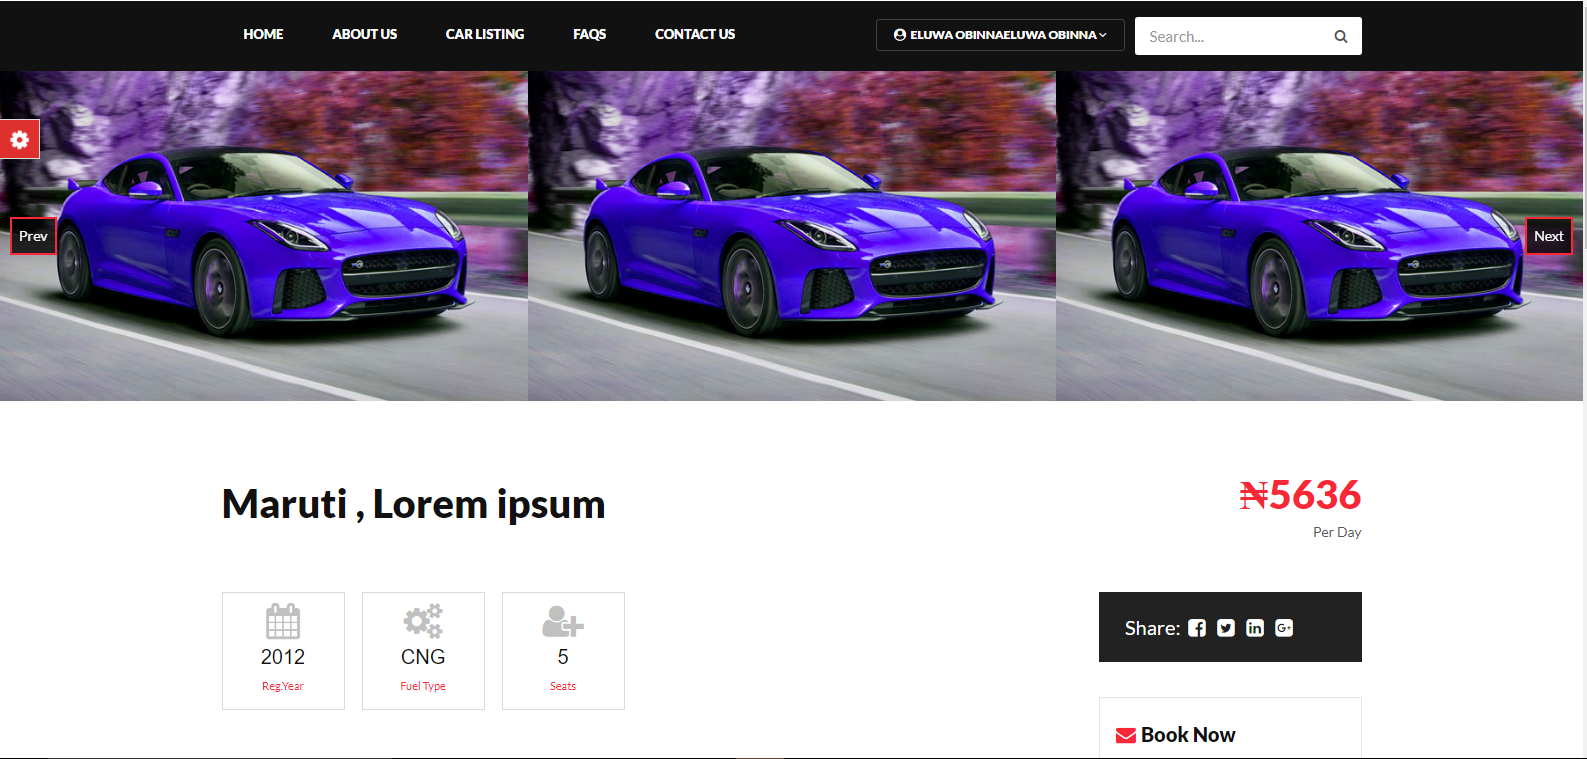 HOME ABOUT US CAR LISTING FAQS CONTACT US ELUWA OBINNAELUWA OBINNA Search...
Prev
Next
Maruti , Lorem ipsum
₦5636
Per Day
2012
Reg.Year
CNG
Fuel Type
5
Seats
Share:
Book Now